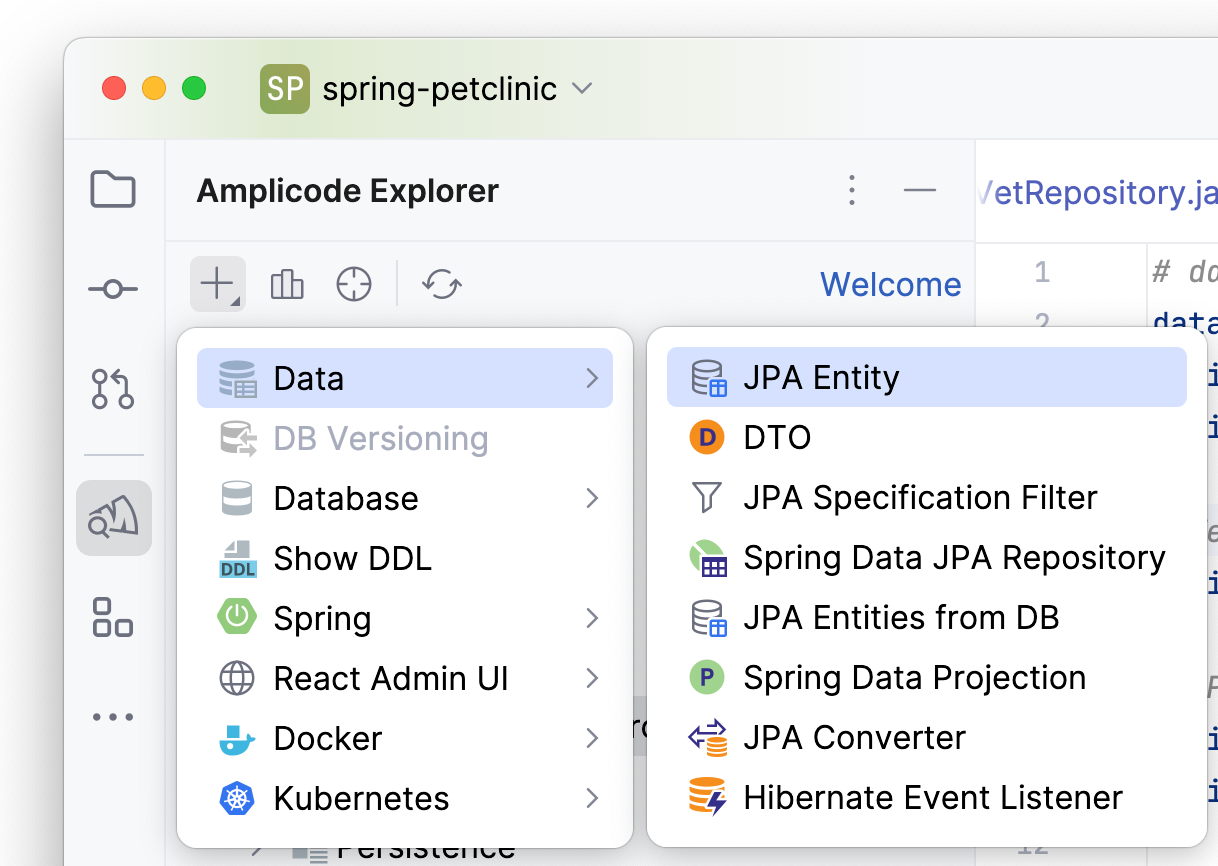 SP spring-petclinic
Amplicode Explorer
VetRepository.ja
Welcome
1 # dd
2 data
Data
DB Versioning
Database
Show DDL
DDL
Spring
React Admin UI
Docker
Kubernetes
JPA Entity
D DTO
JPA Specification Filter
Spring Data JPA Repository
JPA Entities from DB
P Spring Data Projection
JPA Converter
Hibernate Event Listener
Persistence
12